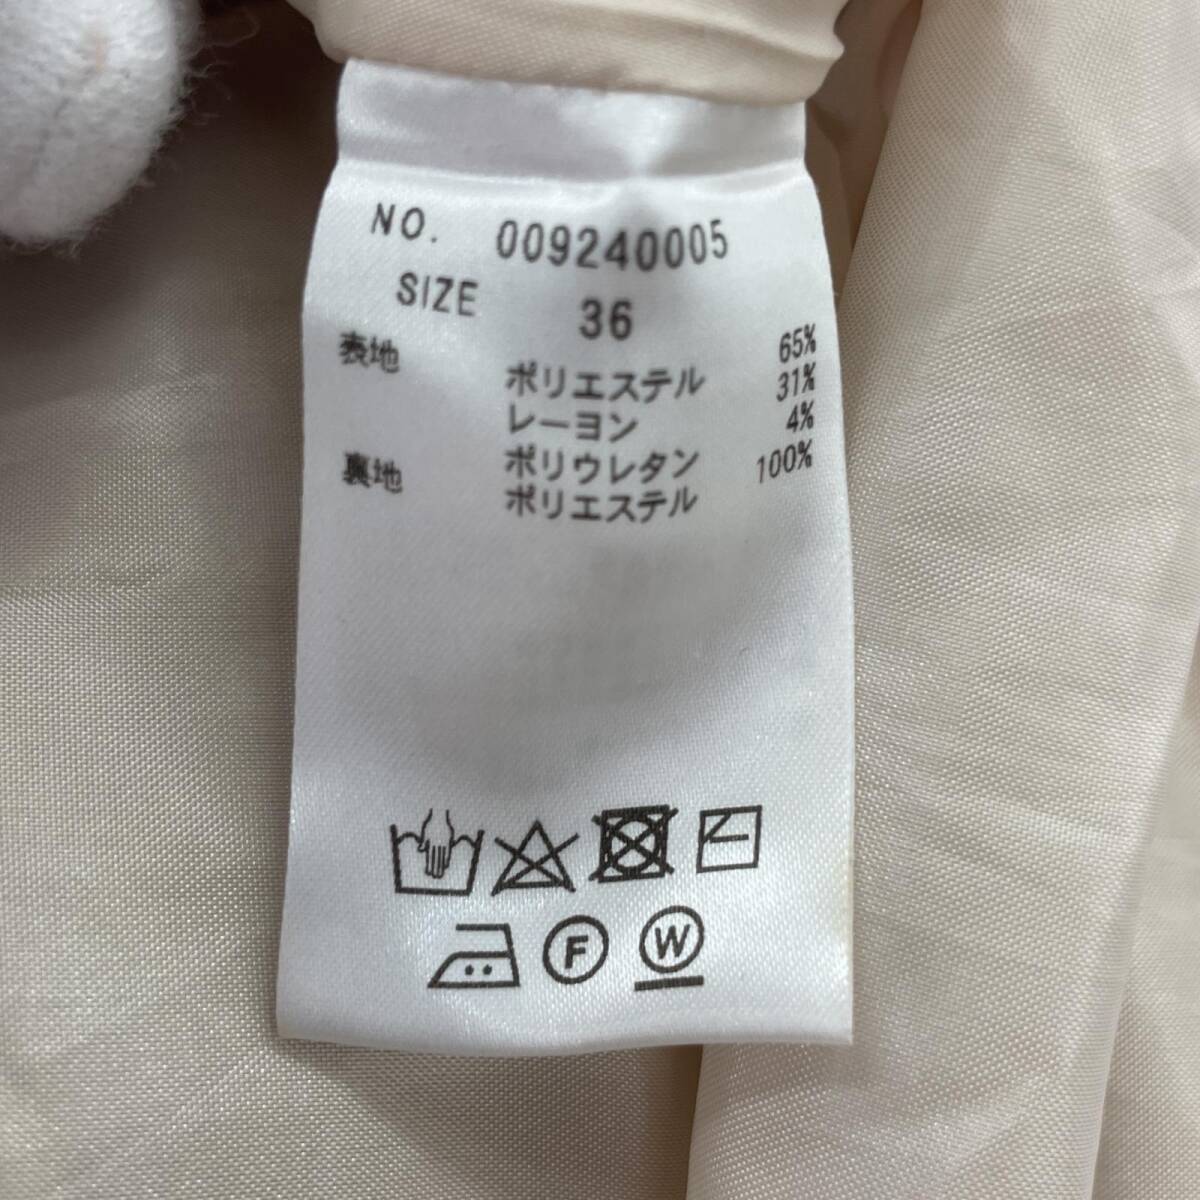 NO. 009240005
SIZE 36
表地 ポリエステル 65%
レーヨン 31%
ポリウレタン 4%
裏地 ポリエステル 100%
F W